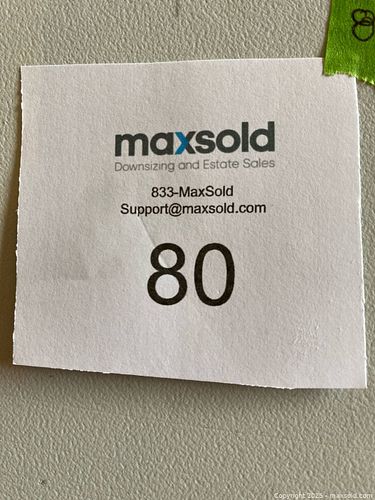 maxsold
Downsizing and Estate Sales
833-MaxSold
Support@maxsold.com
80
Copyright 2025 - maxsold.com